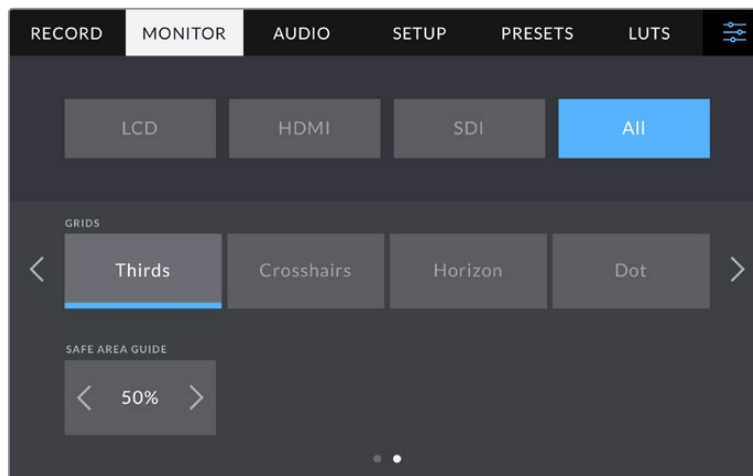 RECORD MONITOR AUDIO SETUP PRESETS LUTS
LCD HDMI SDI All
GRIDS
Thirds Crosshairs Horizon Dot
SAFE AREA GUIDE
50%